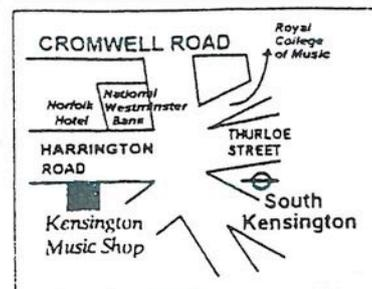 Royal
College
of Music
CROMWELL ROAD
National
Westminster
Bank
Norfolk
Hotel
THURLOE
STREET
HARRINGTON
ROAD
South
Kensington
Kensington
Music Shop